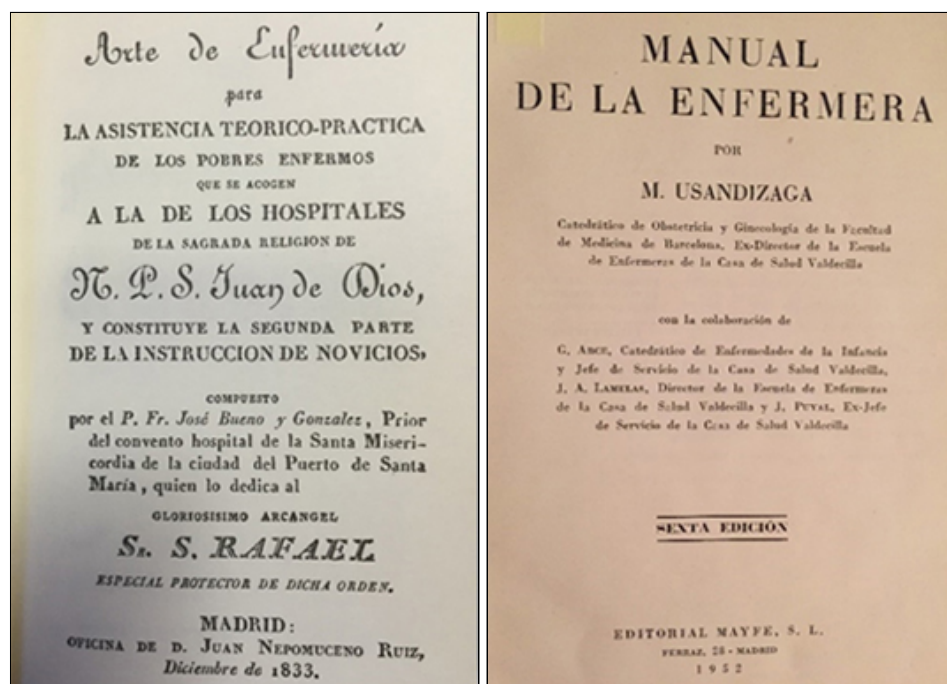 Arte de Enfermería
para
LA ASISTENCIA TEORICO-PRACTICA
DE LOS POBRES ENFERMOS
QUE SE ACOGEN
A LA DE LOS HOSPITALES
DE LA SAGRADA RELIGION DE
N. P. S. Juan de Dios,
Y CONSTITUYE LA SEGUNDA PARTE
DE LA INSTRUCCION DE NOVICIOS,
COMPUESTO
por el P. Fr. José Bueno y Gonzalez, Prior
del convento hospital de la Santa Miseri-
cordia de la ciudad del Puerto de Santa
María, quien lo dedica al
GLORIOSISIMO ARCANGEL
Sr. S. RAFAEL
ESPECIAL PROTECTOR DE DICHA ORDEN.
MADRID:
OFICINA DE D. JUAN NEPOMUCENO RUIZ,
Diciembre de 1833.
MANUAL
DE LA ENFERMERA
POR
M. USANDIZAGA
Catedrático de Obstetricia y Ginecología de la Facultad
de Medicina de Barcelona, Ex-Director de la Escuela
de Enfermeras de la Casa de Salud Valdecilla
con la colaboración de
G. ARCE, Catedrático de Enfermedades de la Infancia
y Jefe de Servicio de la Casa de Salud Valdecilla,
J. A. LAMELAS, Director de la Escuela de Enfermeras
de la Casa de Salud Valdecilla y J. PUYAL, Ex-Jefe
de Servicio de la Casa de Salud Valdecilla
SEXTA EDICIÓN
EDITORIAL MAYFE, S. L.
FERRAZ, 28 - MADRID
1952